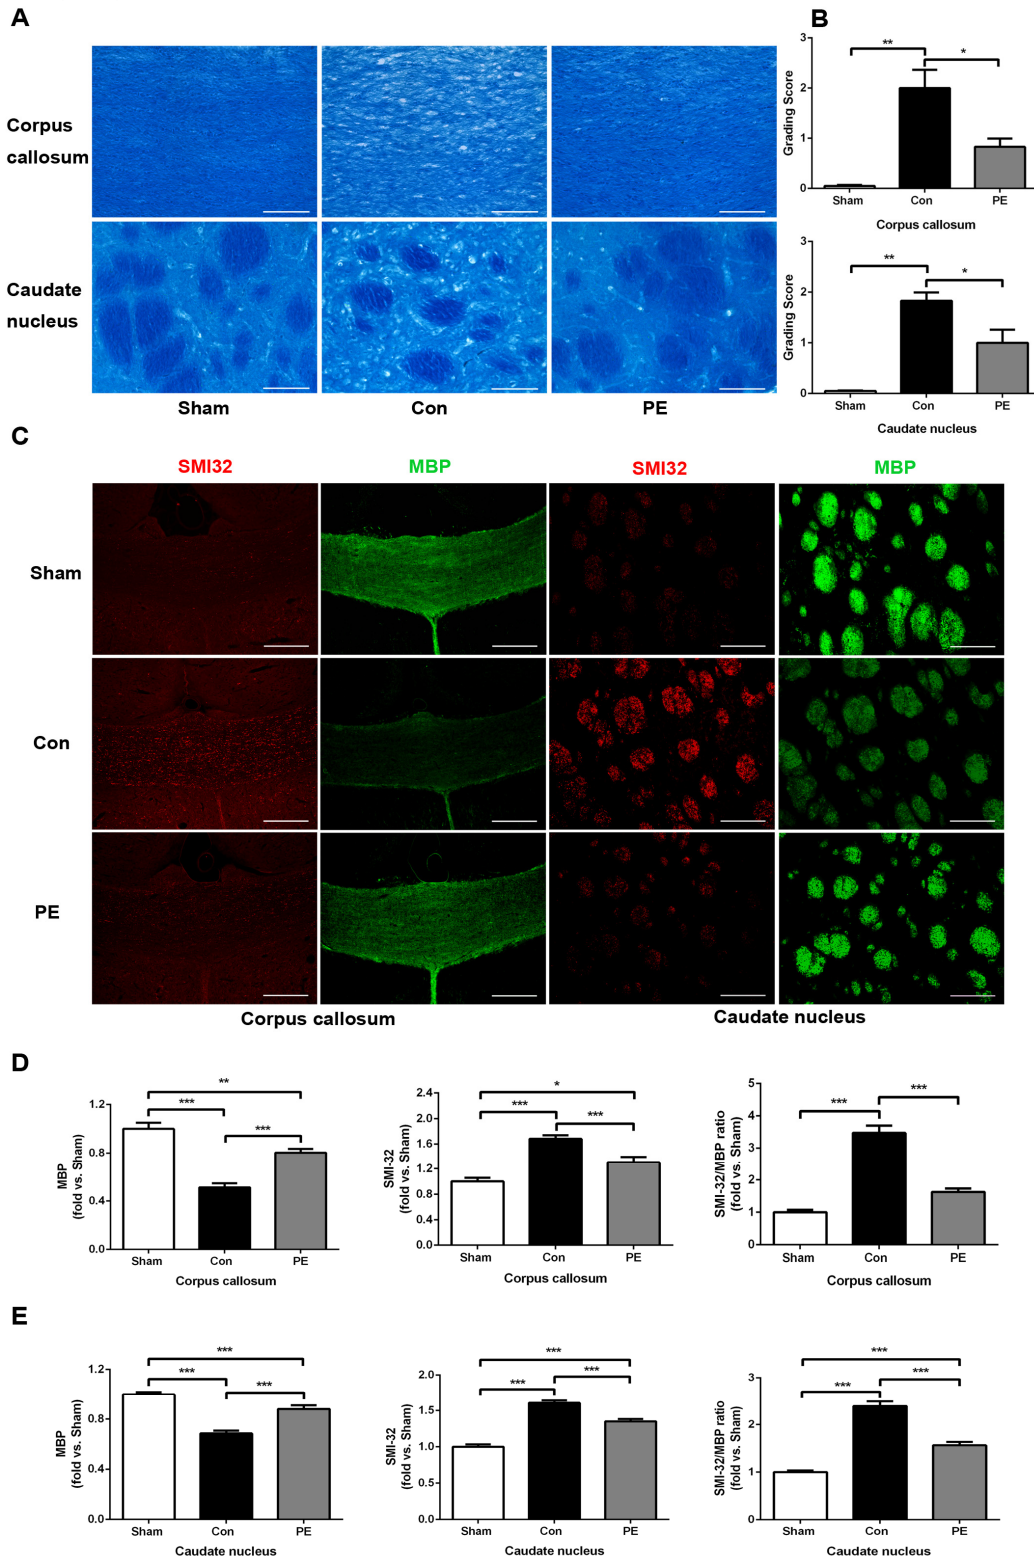 A
Corpus
callosum
Caudate
nucleus
Sham
Con
PE
B
3
2
1
0
Grading Score
**
*
Sham
Con
PE
Corpus callosum
3
2
1
0
Grading Score
**
*
Sham
Con
PE
Caudate nucleus
C
SMI32
MBP
SMI32
MBP
Sham
Con
PE
Corpus callosum
Caudate nucleus
D
1.2
0.8
0.4
0.0
MBP
(fold vs. Sham)
**
***
***
Sham
Con
PE
Corpus callosum
2.4
2.0
1.6
1.2
0.8
0.4
0.0
SMI-32
(fold vs. Sham)
*
***
***
Sham
Con
PE
Corpus callosum
5
4
3
2
1
0
SMI-32/MBP ratio
(fold vs. Sham)
***
***
Sham
Con
PE
Corpus callosum
E
1.2
0.8
0.4
0.0
MBP
(fold vs. Sham)
***
***
***
Sham
Con
PE
Caudate nucleus
2.0
1.5
1.0
0.5
0.0
SMI-32
(fold vs. Sham)
***
***
***
Sham
Con
PE
Caudate nucleus
3
2
1
0
SMI-32/MBP ratio
(fold vs. Sham)
***
***
***
Sham
Con
PE
Caudate nucleus